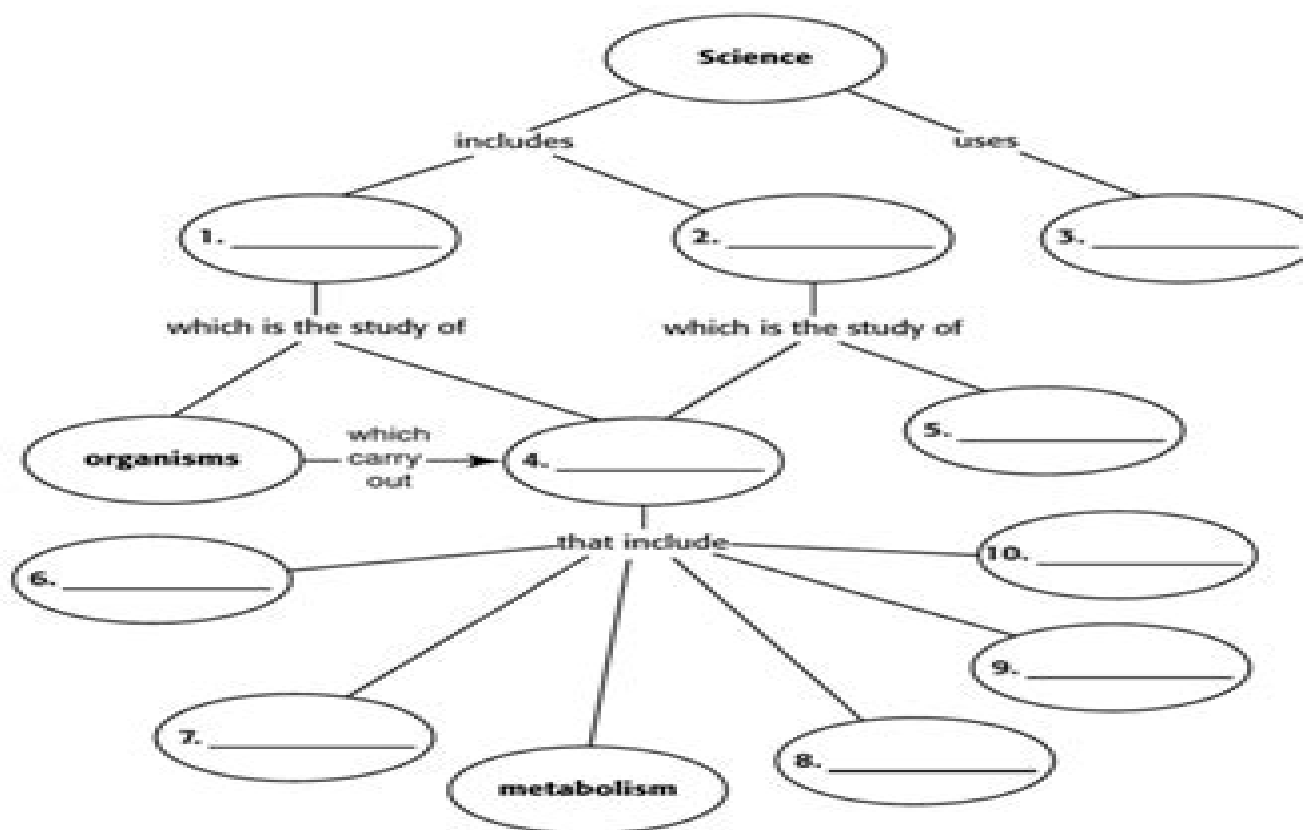 Science
includes
uses
1. ____________
2. ____________
3. ____________
which is the study of
which is the study of
organisms
which
carry
out
4. ____________
5. ____________
that include
6. ____________
10. ____________
9. ____________
7. ____________
metabolism
8. ____________